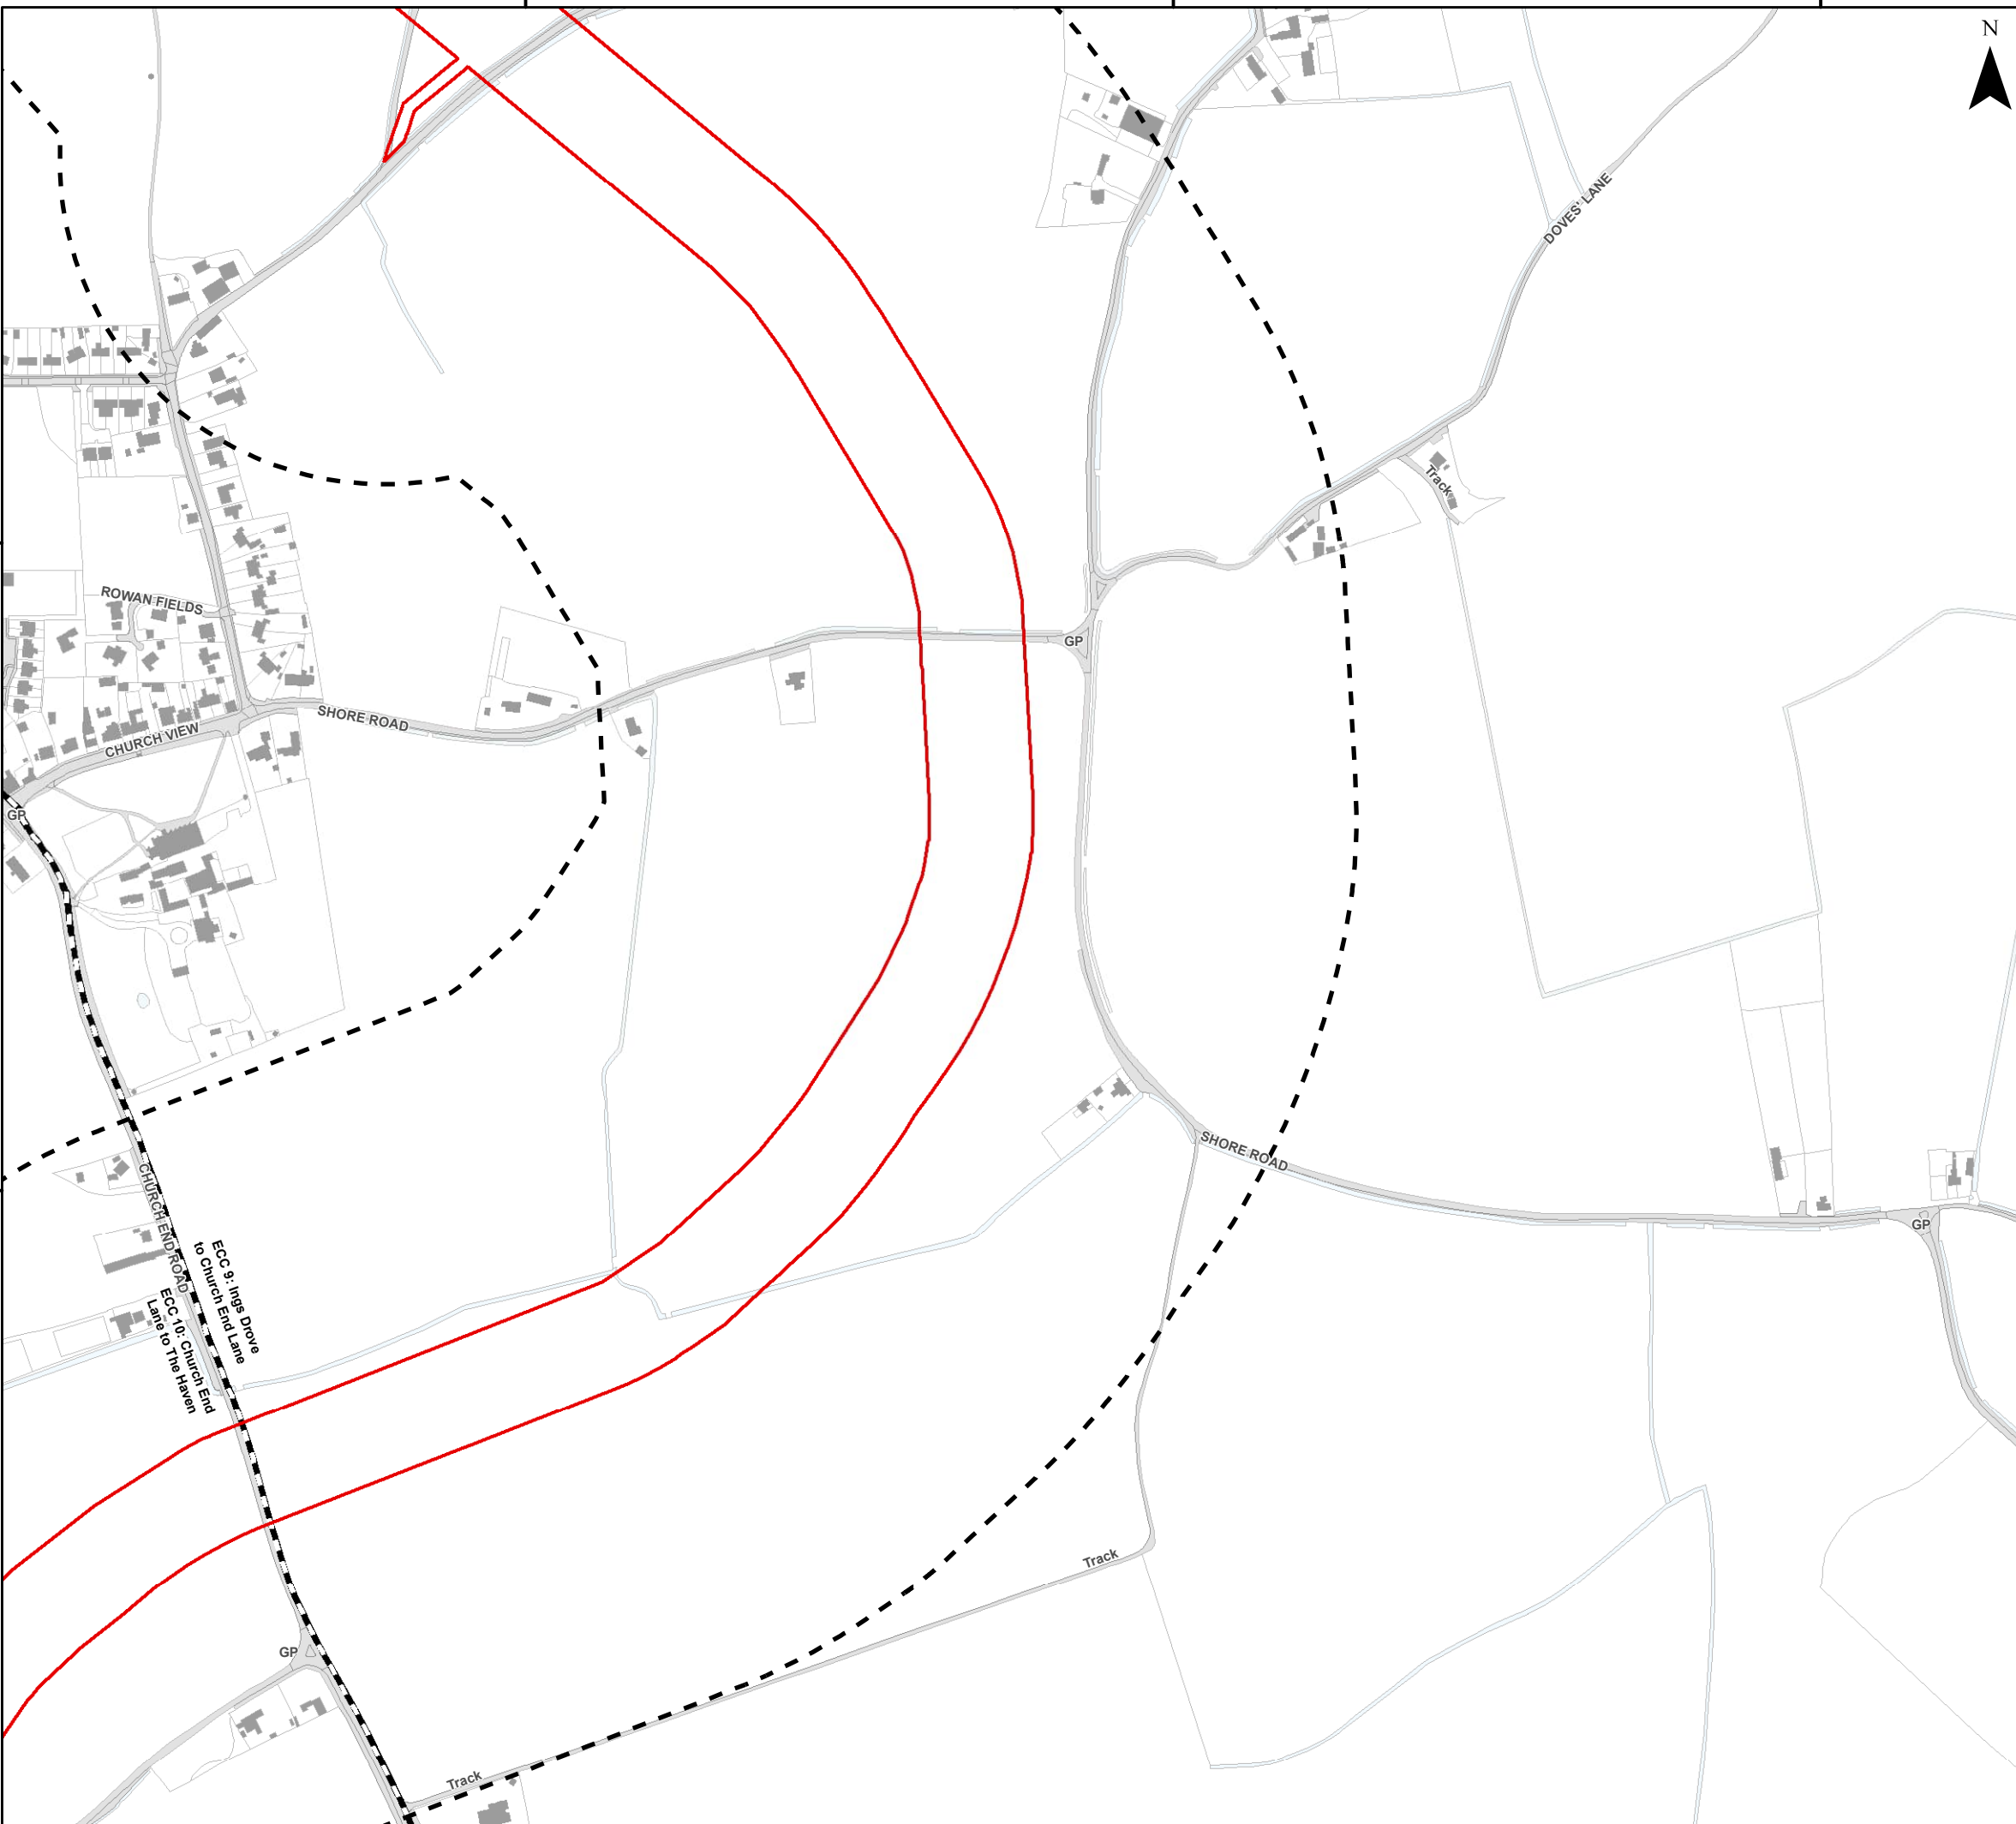 N
DOVES' LANE
Track
ROWAN FIELDS
GP
SHORE ROAD
CHURCH VIEW
GP
SHORE ROAD
CHURCH END ROAD
GP
ECC 9: Ings Drove
to Church End Lane
ECC 10: Church End
Lane to The Haven
Track
GP
Track